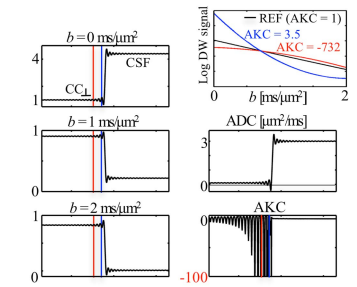 b=0 ms/μm²
4
CC⊥
CSF
1
Log DW signal
REF (AKC = 1)
AKC = 3.5
AKC = -732
0
b [ms/μm²]
2
b=1 ms/μm²
1
0
ADC [μm²/ms]
3
0
b=2 ms/μm²
1
0
AKC
0
-100